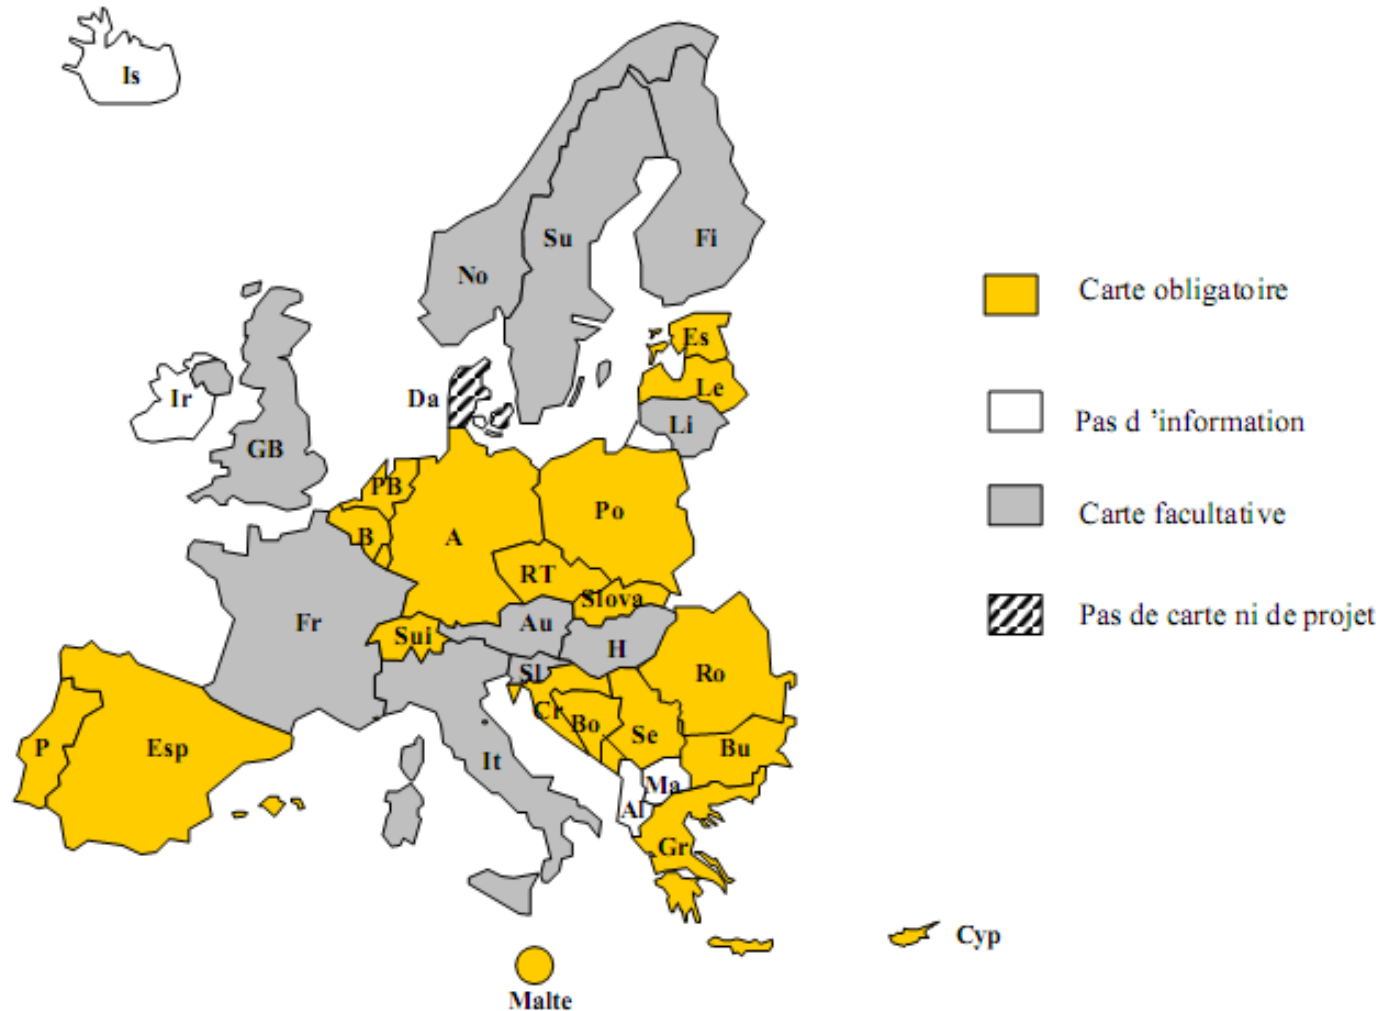 Is
Su
Fi
No
Carte obligatoire
Es
Ir
Da
Le
Pas d ’information
Li
GB
PB
Po
Carte facultative
B
A
RT
Slova
Pas de carte ni de projet
Fr
Au
Sui
H
Sl
Ro
Cr
Bo
Se
Bu
P
Esp
It
Ma
Al
Gr
Cyp
Malte